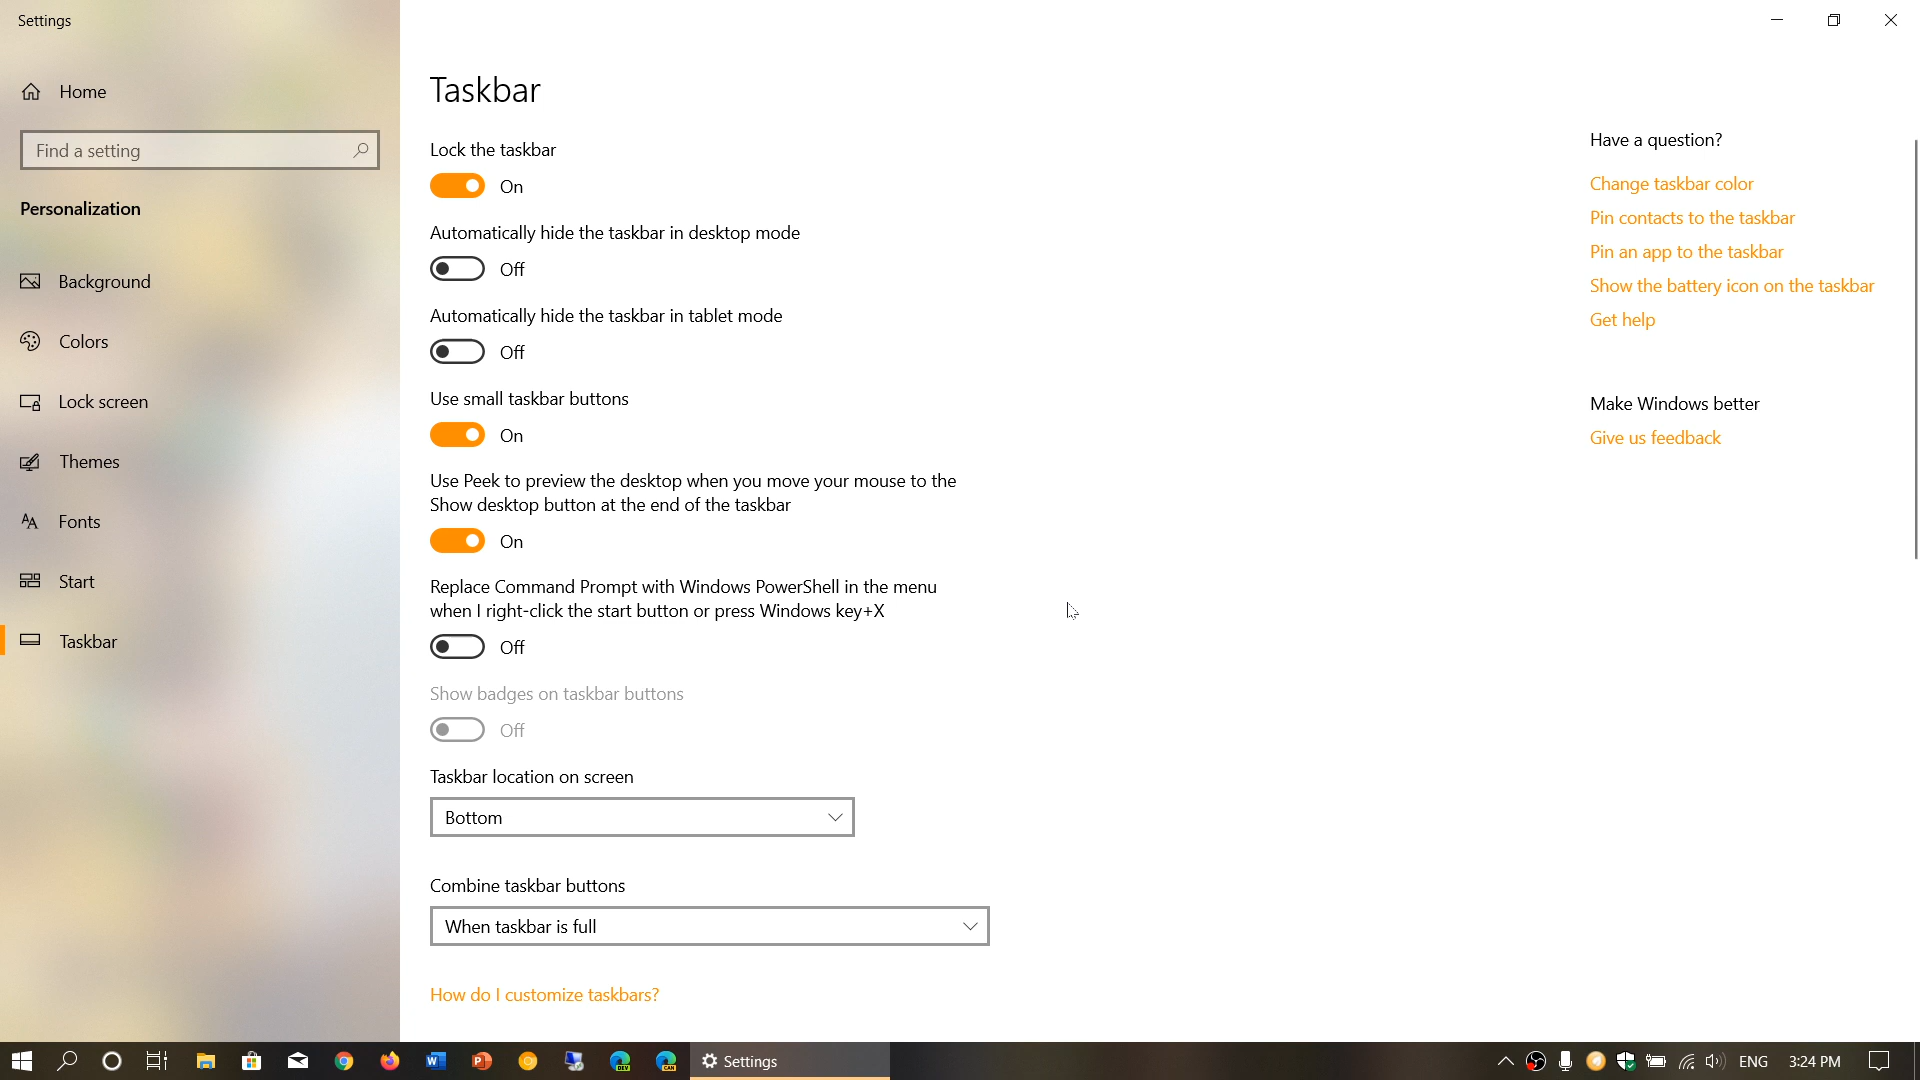 Settings
Home
Find a setting
Personalization
Background
Colors
Lock screen
Themes
Fonts
Start
Taskbar
Taskbar
Lock the taskbar
On
Automatically hide the taskbar in desktop mode
Off
Automatically hide the taskbar in tablet mode
Off
Use small taskbar buttons
On
Use Peek to preview the desktop when you move your mouse to the
Show desktop button at the end of the taskbar
On
Replace Command Prompt with Windows PowerShell in the menu
when I right-click the start button or press Windows key+X
Off
Show badges on taskbar buttons
Off
Taskbar location on screen
Bottom
Combine taskbar buttons
When taskbar is full
How do I customize taskbars?
Have a question?
Change taskbar color
Pin contacts to the taskbar
Pin an app to the taskbar
Show the battery icon on the taskbar
Get help
Make Windows better
Give us feedback
W P DEV CAN Settings ENG 3:24 PM